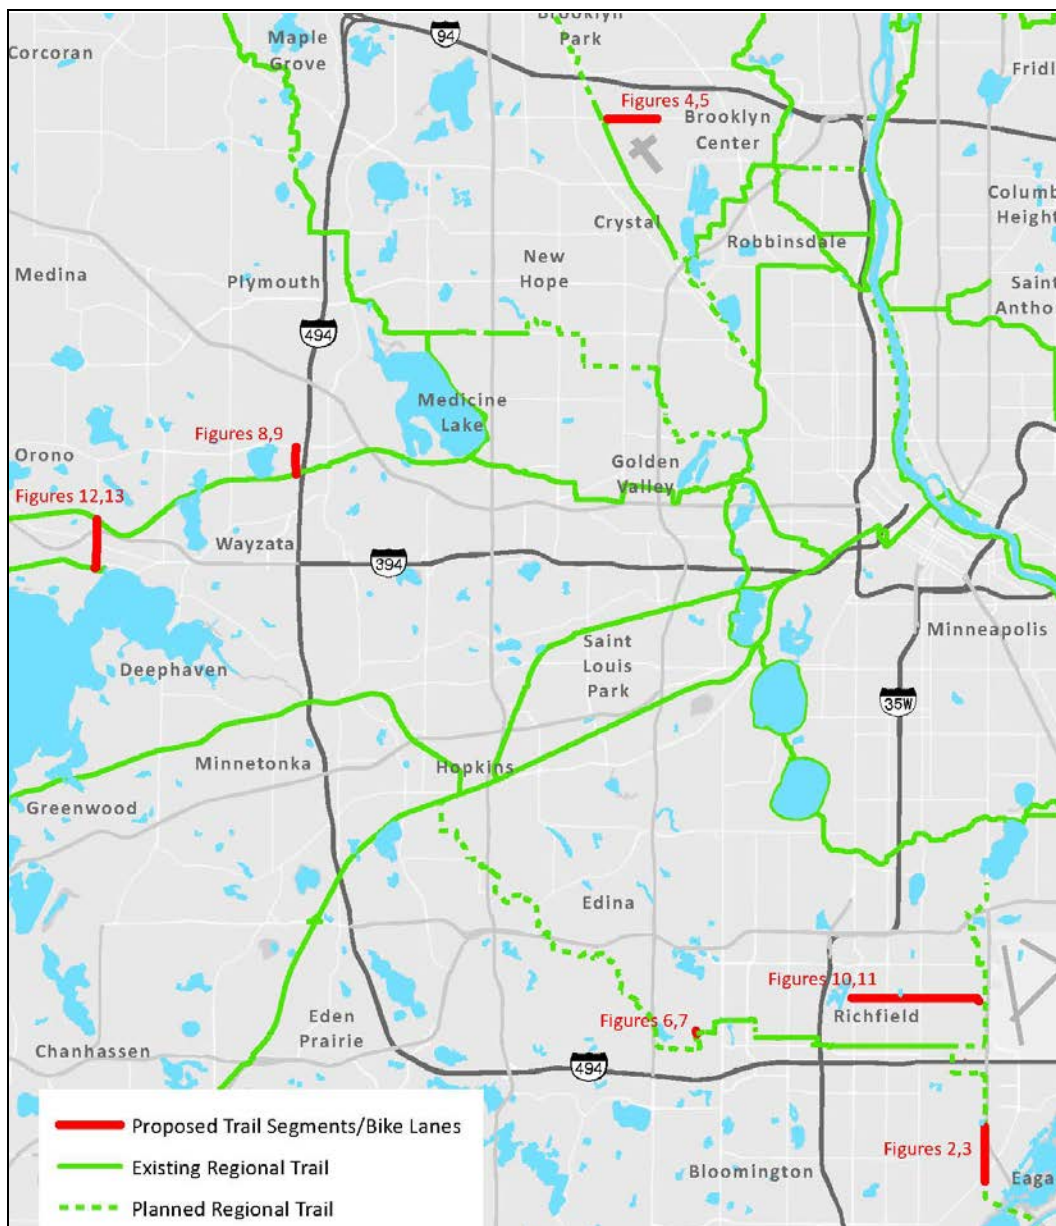 Brooklyn
Park
Maple
Grove
94
Corcoran
Fridl
Figures 4,5
Brooklyn
Center
Columb
Height
Crystal
Robbinsdale
New
Hope
Medina
Plymouth
Saint
Antho
494
Medicine
Lake
Figures 8,9
Orono
Golden
Valley
Figures 12,13
Wayzata
394
Minneapolis
Saint
Louis
Park
Deephaven
35W
Minnetonka
Hopkins
Greenwood
Edina
Figures 10,11
Richfield
Figures 6,7
Eden
Prairie
Chanhassen
494
Proposed Trail Segments/Bike Lanes
Existing Regional Trail
Planned Regional Trail
Figures 2,3
Bloomington
Eaga